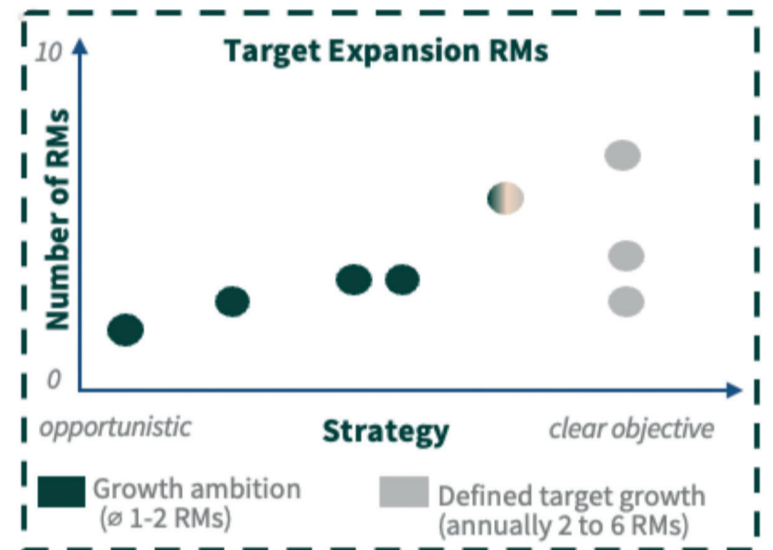 Target Expansion RMs
10
Number of RMs
0
opportunistic
Strategy
clear objective
Growth ambition
(ø 1-2 RMs)
Defined target growth
(annually 2 to 6 RMs)